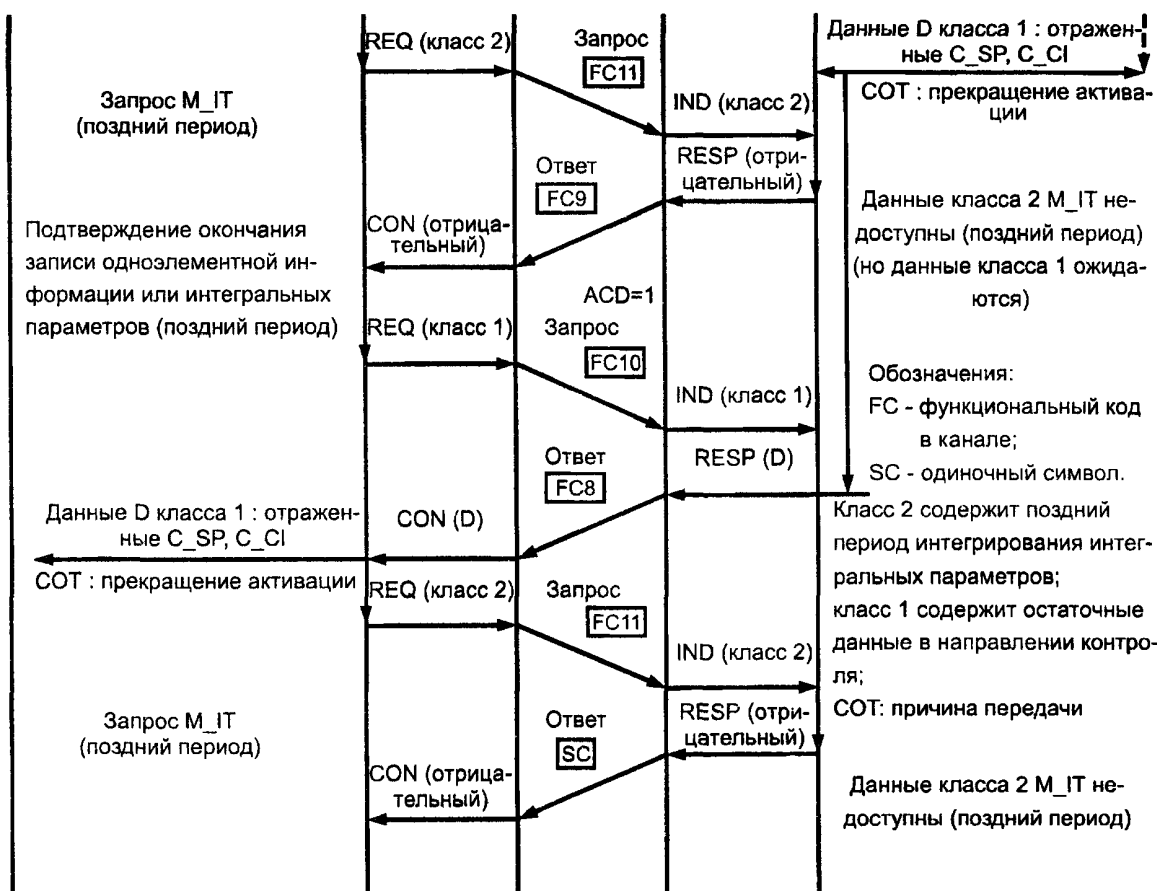 REQ (класс 2)
Запрос
FC11
Данные D класса 1 : отражен-
ные C_SP, C_CI
COT : прекращение актива-
ции
Запрос M_IT
(поздний период)
IND (класс 2)
RESP (отри-
цательный)
Ответ
FC9
CON (отрица-
тельный)
Данные класса 2 M_IT не-
доступны (поздний период)
(но данные класса 1 ожида-
ются)
Подтверждение окончания
записи одноэлементной ин-
формации или интегральных
параметров (поздний период)
ACD=1
REQ (класс 1)
Запрос
FC10
IND (класс 1)
Обозначения:
FC - функциональный код
в канале;
SC - одиночный символ.
RESP (D)
Ответ
FC8
Данные D класса 1 : отражен-
ные C_SP, C_CI
CON (D)
COT : прекращение активации
Класс 2 содержит поздний
период интегрирования интег-
ральных параметров;
класс 1 содержит остаточные
данные в направлении контро-
ля;
COT: причина передачи
REQ (класс 2)
Запрос
FC11
IND (класс 2)
Запрос M_IT
(поздний период)
RESP (отри-
цательный)
Ответ
SC
CON (отрица-
тельный)
Данные класса 2 M_IT не-
доступны (поздний период)